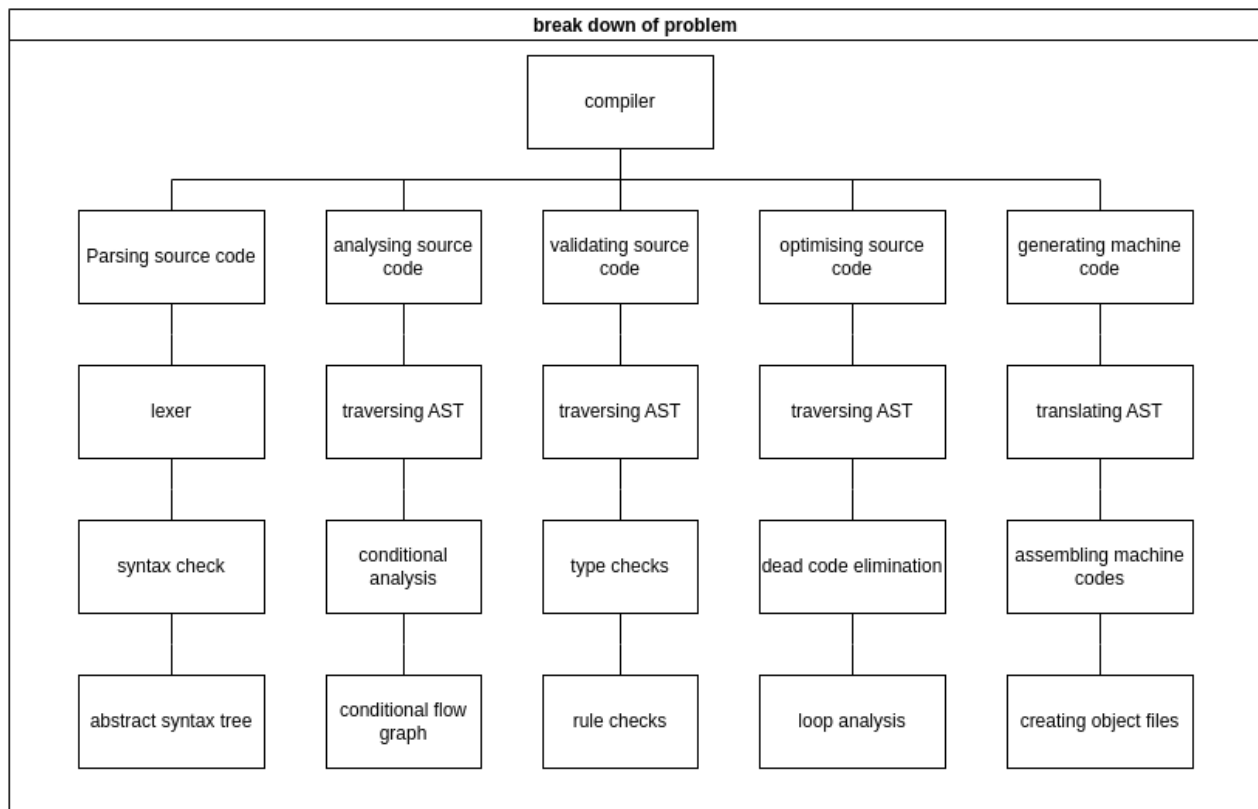 break down of problem
compiler
Parsing source code
analysing source
code
validating source
code
optimising source
code
generating machine
code
lexer
traversing AST
traversing AST
traversing AST
translating AST
syntax check
conditional
analysis
type checks
dead code elimination
assembling machine
codes
abstract syntax tree
conditional flow
graph
rule checks
loop analysis
creating object files